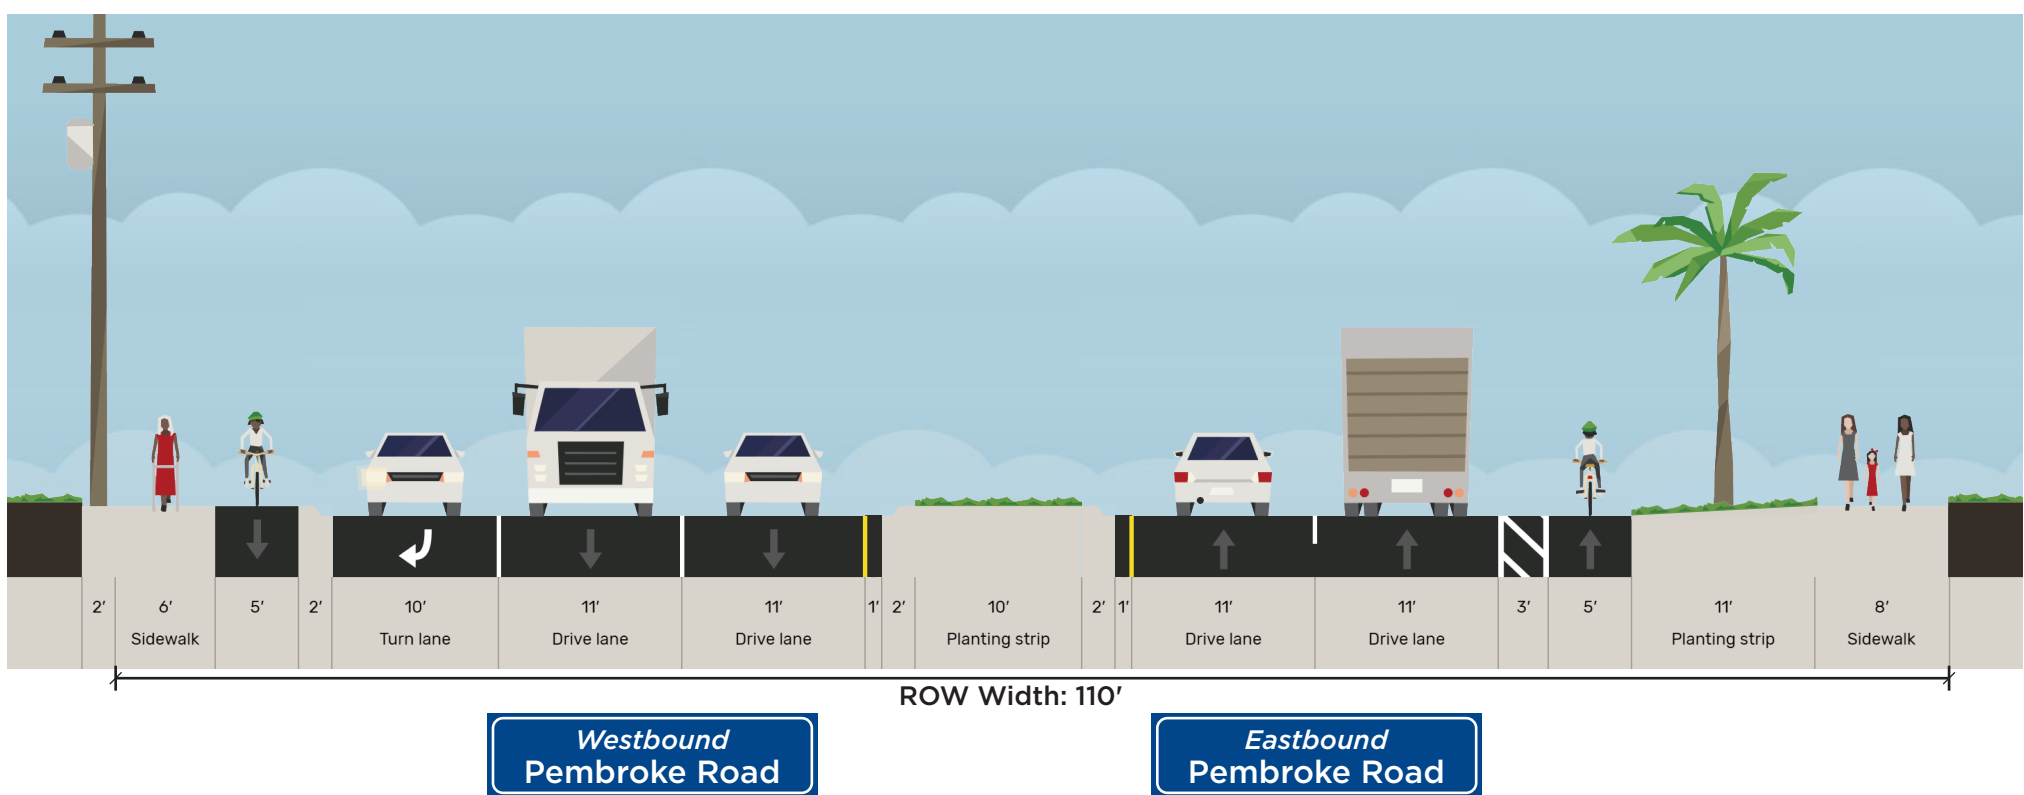 2′ 6′ 5′ 2′ 10′ 11′ 11′ 1′ 2′ 10′ 2′ 1′ 11′ 11′ 3′ 5′ 11′ 8′
Sidewalk Turn lane Drive lane Drive lane Planting strip Drive lane Drive lane Planting strip Sidewalk
ROW Width: 110'
Westbound
Pembroke Road
Eastbound
Pembroke Road